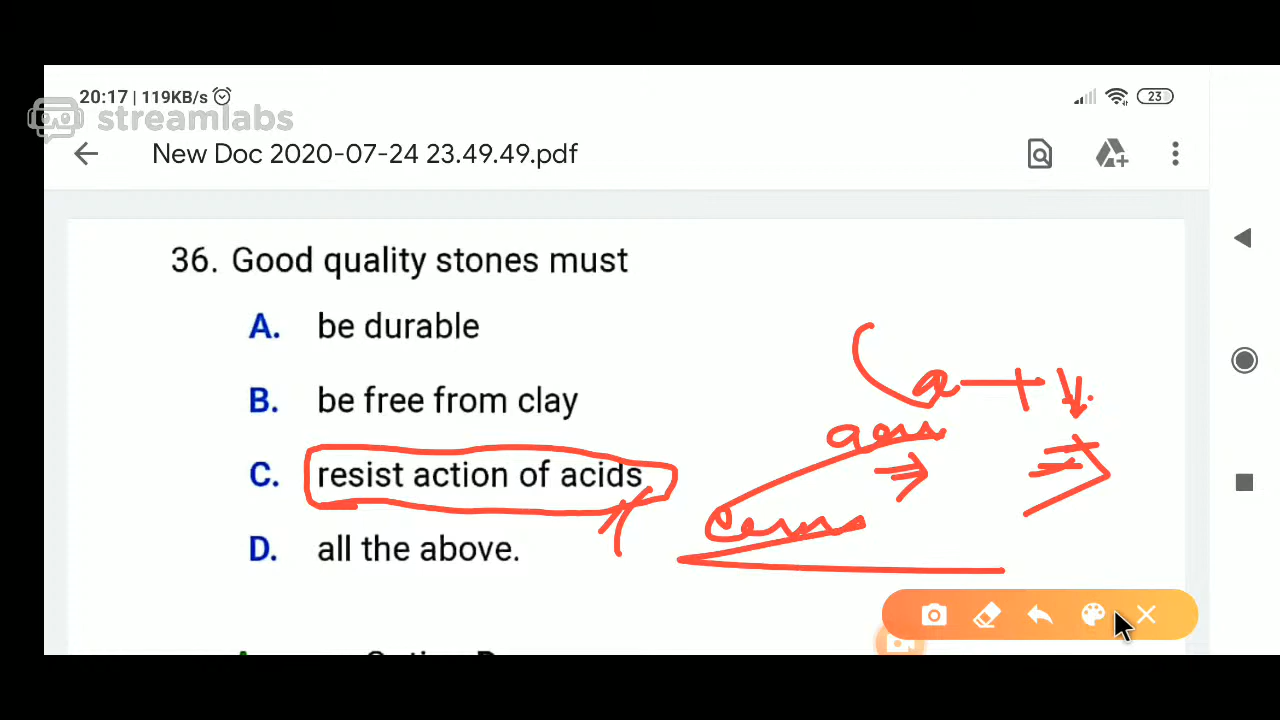 20:17 | 119KB/s
23
streamlabs
New Doc 2020-07-24 23.49.49.pdf
36. Good quality stones must
A. be durable
B. be free from clay
C. resist action of acids
D. all the above.